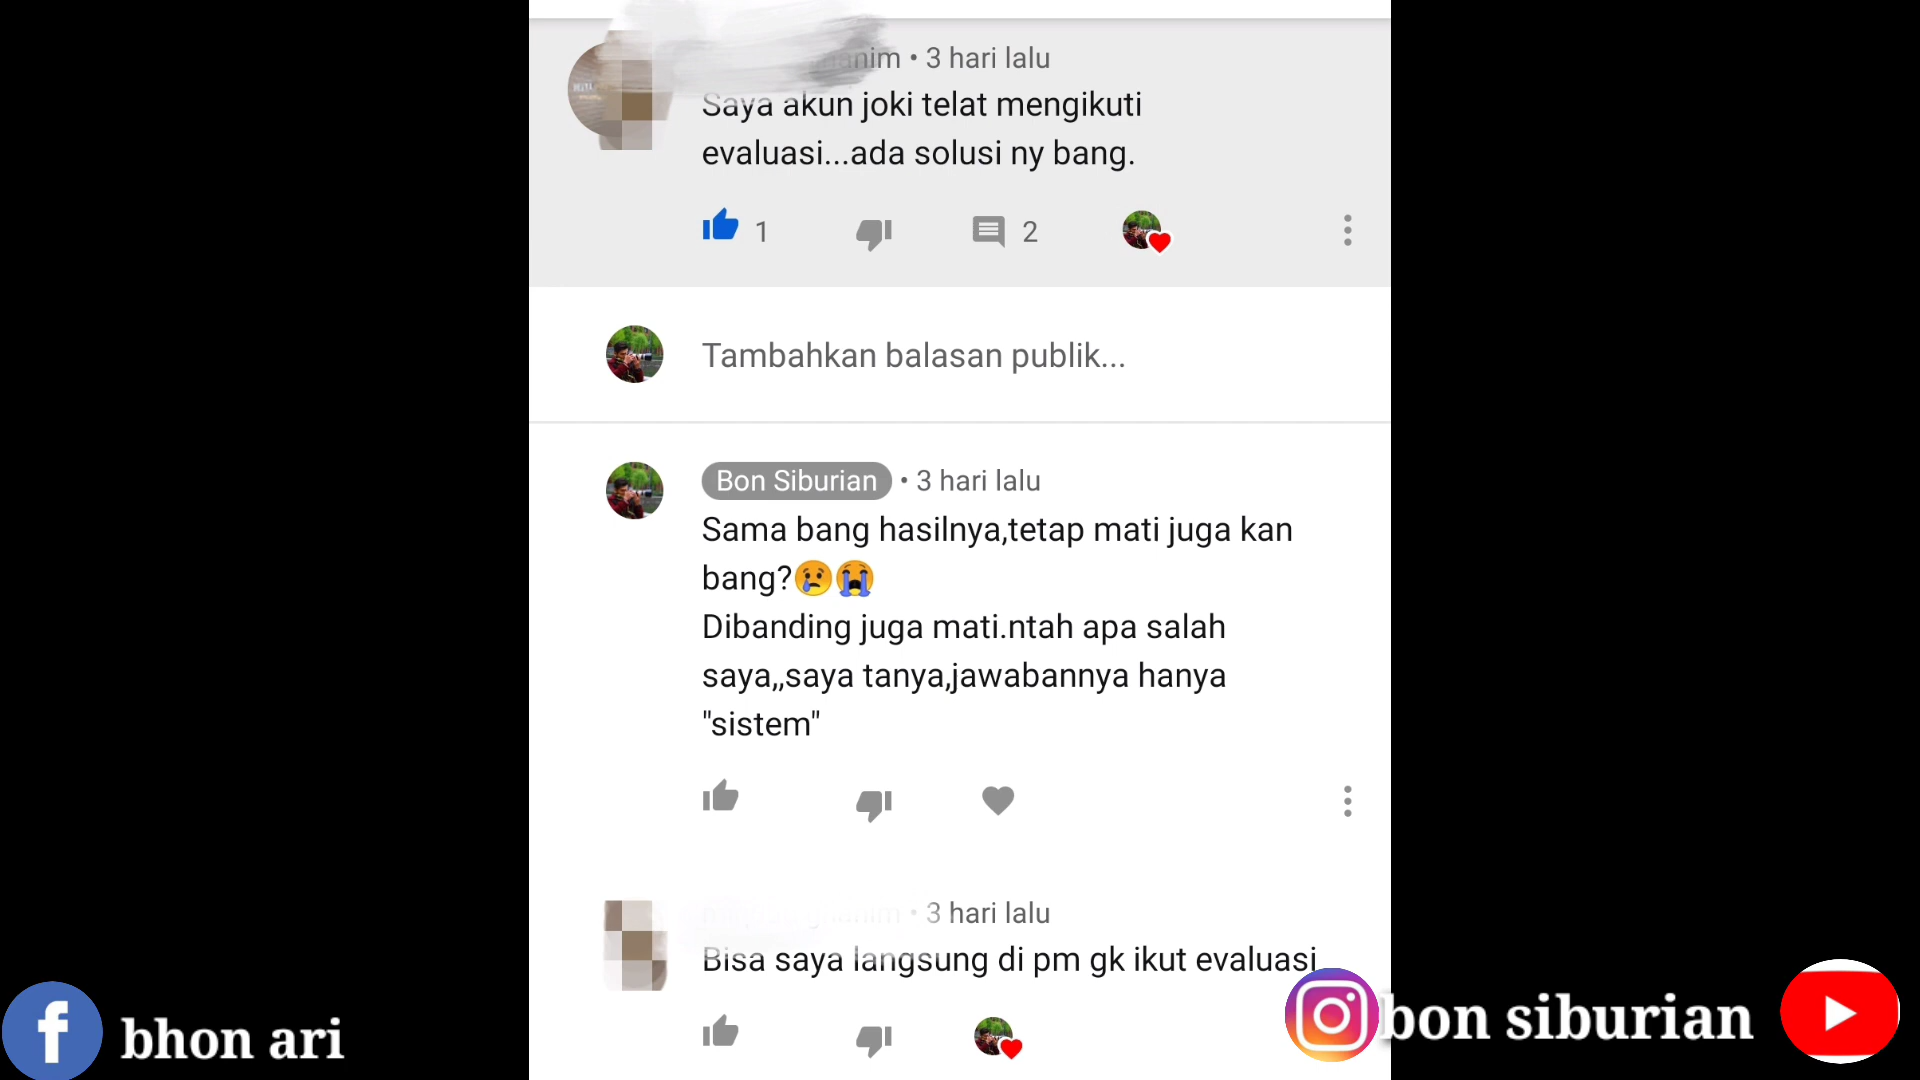 • 3 hari lalu
Saya akun joki telat mengikuti
evaluasi...ada solusi ny bang.
1
2
Tambahkan balasan publik...
Bon Siburian • 3 hari lalu
Sama bang hasilnya,tetap mati juga kan
bang?😢😭
Dibanding juga mati.ntah apa salah
saya,,saya tanya,jawabannya hanya
"sistem"
• 3 hari lalu
Bisa saya langsung di pm gk ikut evaluasi
bhon ari
bon siburian